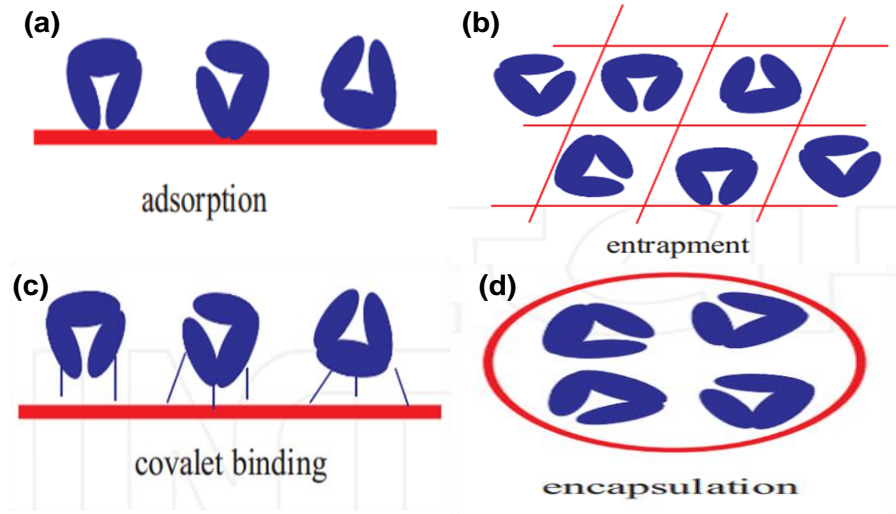 (a)
(b)
adsorption
entrapment
(c)
(d)
covalet binding
encapsulation